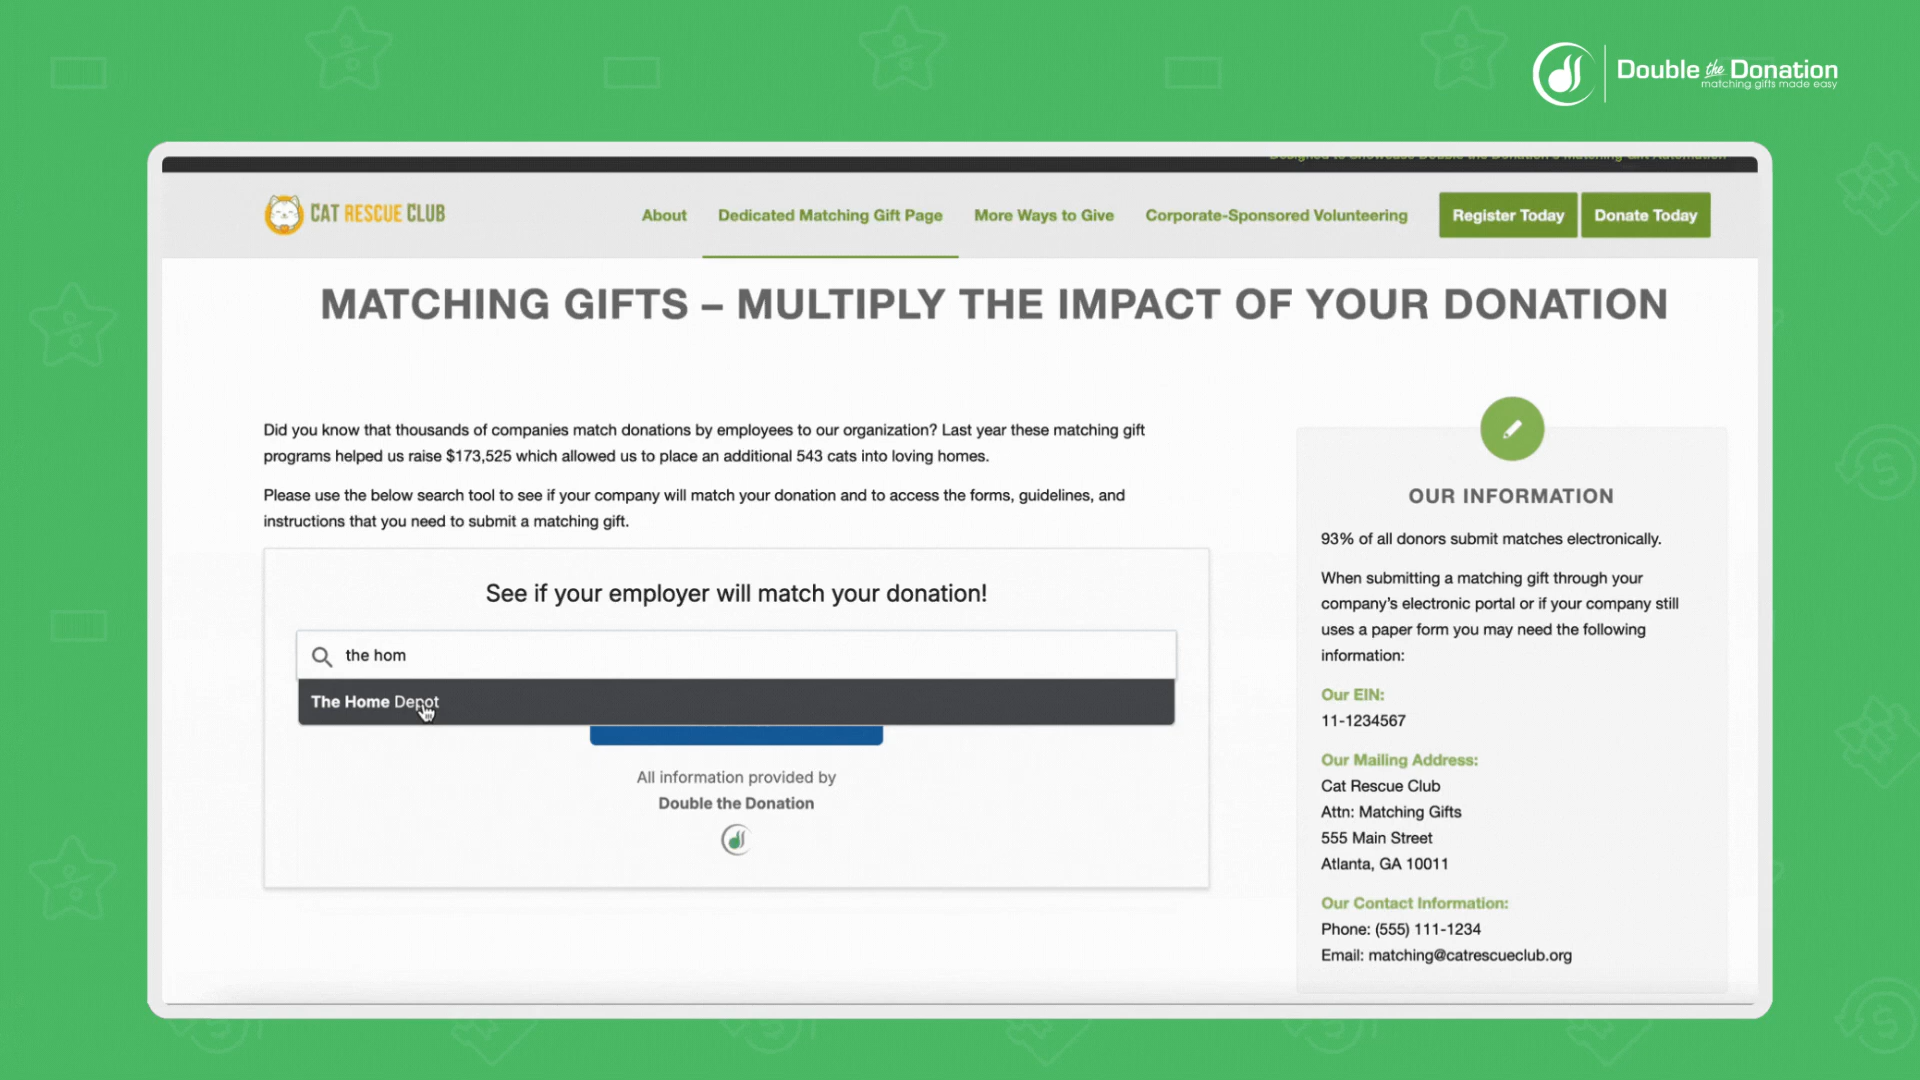 Double the Donation
matching gifts made easy
Designed to Showcase Double the Donation's Matching Gift Automation
CAT RESCUE CLUB
About
Dedicated Matching Gift Page
More Ways to Give
Corporate-Sponsored Volunteering
Register Today
Donate Today
MATCHING GIFTS – MULTIPLY THE IMPACT OF YOUR DONATION
Did you know that thousands of companies match donations by employees to our organization? Last year these matching gift
programs helped us raise $173,525 which allowed us to place an additional 543 cats into loving homes.
Please use the below search tool to see if your company will match your donation and to access the forms, guidelines, and
instructions that you need to submit a matching gift.
See if your employer will match your donation!
the hom
The Home Depot
All information provided by
Double the Donation
OUR INFORMATION
93% of all donors submit matches electronically.
When submitting a matching gift through your
company's electronic portal or if your company still
uses a paper form you may need the following
information:
Our EIN:
11-1234567
Our Mailing Address:
Cat Rescue Club
Attn: Matching Gifts
555 Main Street
Atlanta, GA 10011
Our Contact Information:
Phone: (555) 111-1234
Email: matching@catrescueclub.org